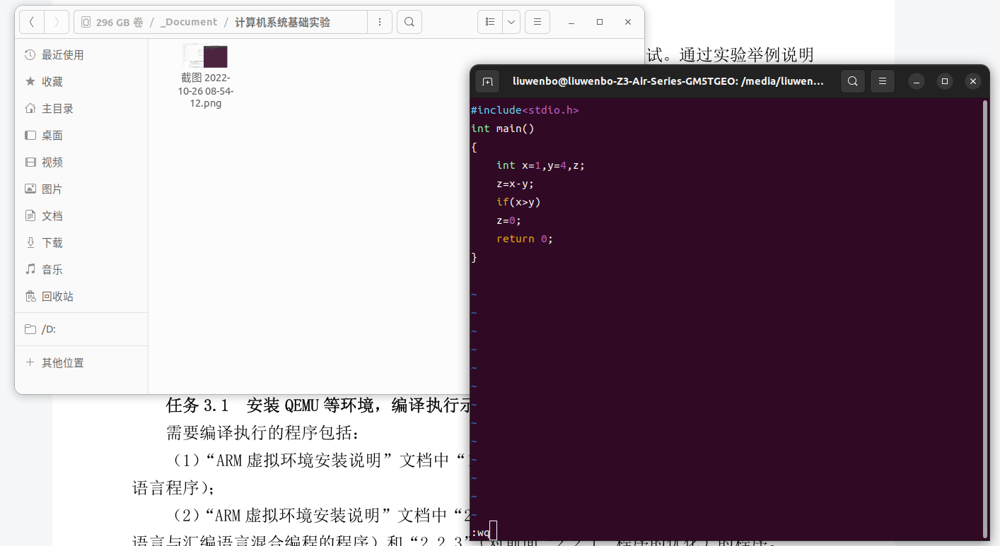 296 GB 卷 / _Document / 计算机系统基础实验
最近使用
收藏
主目录
桌面
视频
图片
文档
下载
音乐
回收站
/D:
其他位置
截图 2022-
10-26 08-54-
12.png
试。通过实验举例说明
liuwenbo@liuwenbo-Z3-Air-Series-GM5TGEO: /media/liuwen...
#include<stdio.h>
int main()
{
int x=1,y=4,z;
z=x-y;
if(x>y)
z=0;
return 0;
}
~
~
~
~
~
~
~
~
~
~
~
~
~
:wq
任务 3.1 安装 QEMU 等环境，编译执行示
需要编译执行的程序包括：
（1）“ARM 虚拟环境安装说明”文档中“
语言程序）；
（2）“ARM 虚拟环境安装说明”文档中“2
语言与汇编语言混合编程的程序）和“2.2.3”（对前面“2.2.1”程序的优化）的程序。